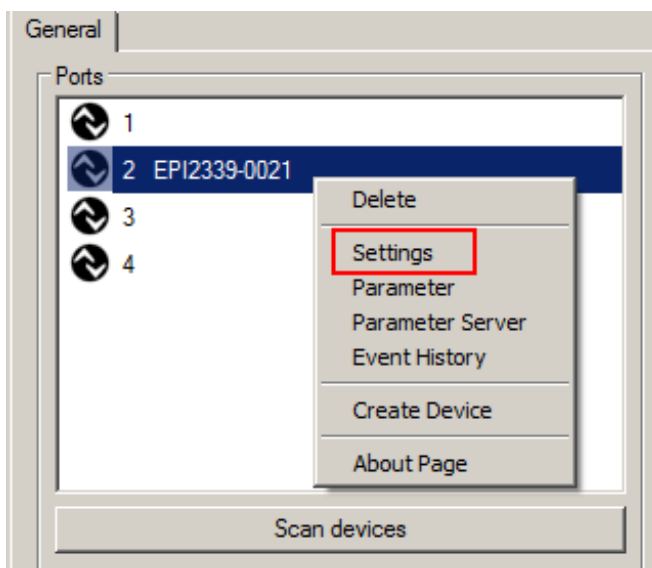 General
Ports
1
2 EPI2339-0021
3
4
Delete
Settings
Parameter
Parameter Server
Event History
Create Device
About Page
Scan devices